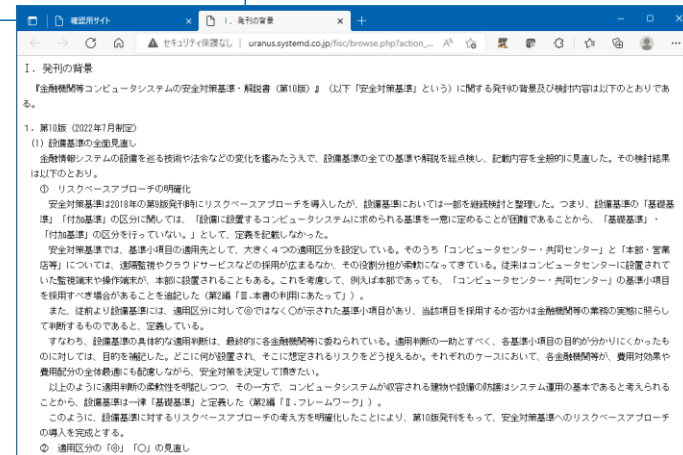 確認用サイト
I. 発刊の背景
セキュリティ保護なし
uranus.systemd.co.jp/fisc/browse.php?action_...
I. 発刊の背景
『金融機関等コンピュータシステムの安全対策基準・解説書(第10版)』(以下「安全対策基準」という)に関する発刊の背景及び検討内容は以下のとおりであ
る。
1. 第10版(2022年7月制定)
(1) 設備基準の全面見直し
金融情報システムの設備を巡る技術や法令などの変化を鑑みたうえで、設備基準の全ての基準や解説を総点検し、記載内容を全般的に見直した。その検討結果
は以下のとおり。
① リスクベースアプローチの明確化
安全対策基準は2018年の第9版発刊時にリスクベースアプローチを導入したが、設備基準においては一部を継続検討と整理した。つまり、設備基準の「基礎基
準」「付加基準」の区分に関しては、「設備に設置するコンピュータシステムに求められる基準を一意に定めることが困難であることから、「基礎基準」・
「付加基準」の区分を行っていない。」として、定義を記載しなかった。
安全対策基準では、基準小項目の適用先として、大きく4つの適用区分を設定している。そのうち「コンピュータセンター・共同センター」と「本部・営業
店等」については、遠隔監視やクラウドサービスなどの採用が広まるなか、その役割分担が柔軟になってきている。従来はコンピュータセンターに設置されて
いた監視端末や操作端末が、本部に設置されることもある。これを考慮して、例えば本部であっても、「コンピュータセンター・共同センター」の基準小項目
を採用すべき場合があることを追記した(第2編「Ⅲ.本書の利用にあたって」)。
また、従前より設備基準には、適用区分に対して◎ではなく○が示された基準小項目があり、当該項目を採用するか否かは金融機関等の業務の実態に照らし
て判断するものであると、定義している。
すなわち、設備基準の具体的な適用判断は、最終的に各金融機関等に委ねられている。適用判断の一助とすべく、各基準小項目の目的が分かりにくかったも
のに対しては、目的を補記した。どこに何が設置され、そこに想定されるリスクをどう捉えるか。それぞれのケースにおいて、各金融機関等が、費用対効果や
費用配分の全体最適にも配慮しながら、安全対策を決定して頂きたい。
以上のように適用判断の柔軟性を明記しつつ、その一方で、コンピュータシステムが収容される建物や設備の防護はシステム運用の基本であると考えられる
ことから、設備基準は一律「基礎基準」と定義した(第2編「Ⅱ.フレームワーク」)。
このように、設備基準に対するリスクベースアプローチの考え方を明確化したことにより、第10版発刊をもって、安全対策基準へのリスクベースアプローチ
の導入を完成とする。
② 適用区分の「◎」「○」の見直し